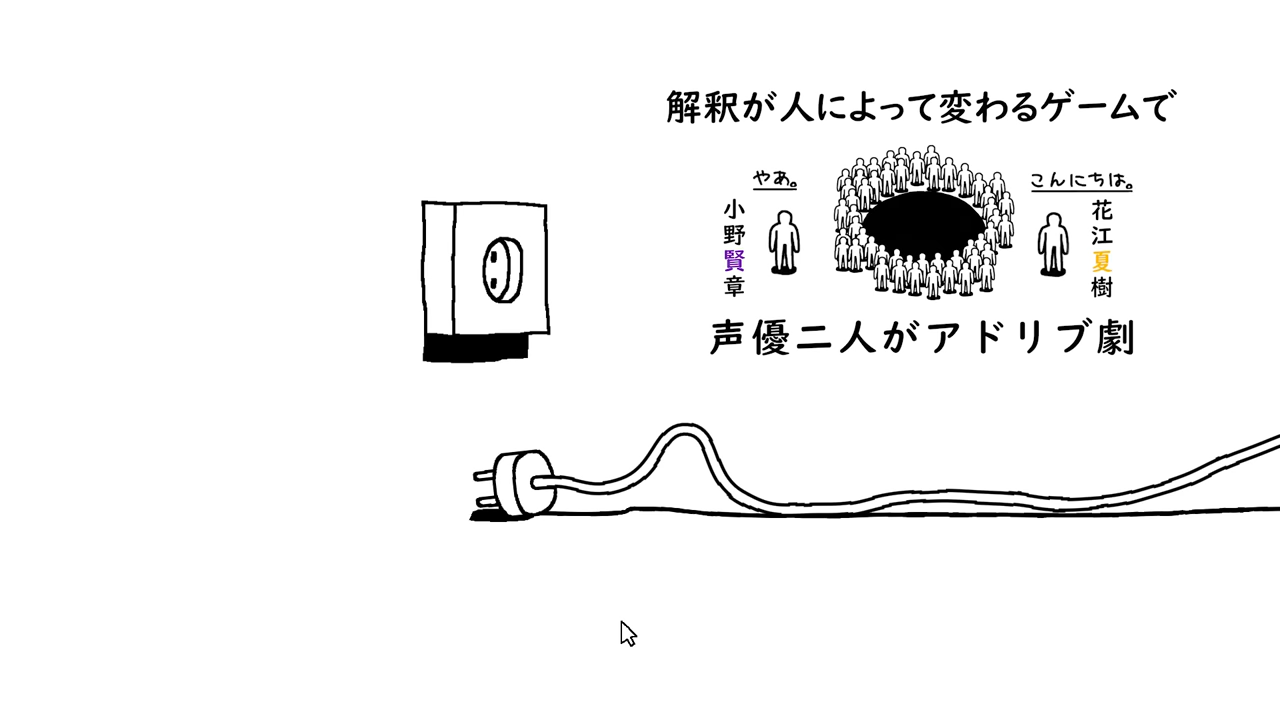 解釈が人によって変わるゲームで
やあ。
こんにちは。
小野賢章
花江夏樹
声優二人がアドリブ劇